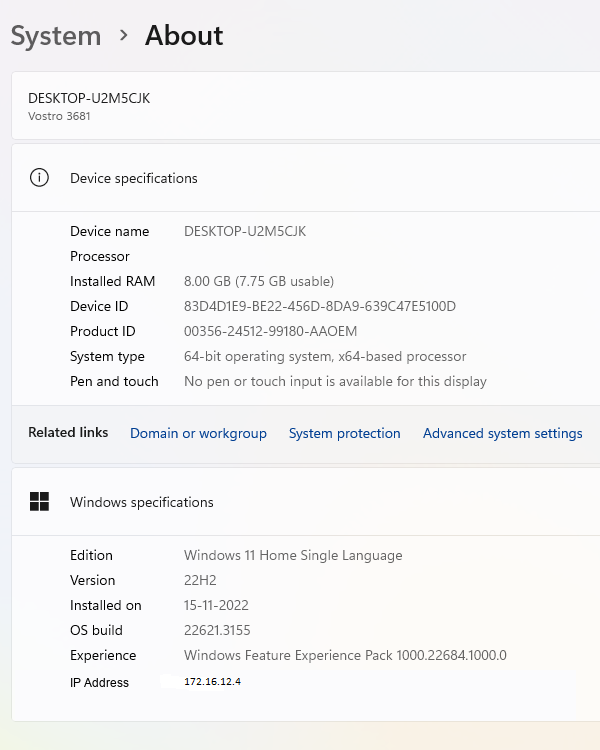 System > About
DESKTOP-U2M5CJK
Vostro 3681
Device specifications
Device name DESKTOP-U2M5CJK
Processor
Installed RAM 8.00 GB (7.75 GB usable)
Device ID 83D4D1E9-BE22-456D-8DA9-639C47E5100D
Product ID 00356-24512-99180-AAOEM
System type 64-bit operating system, x64-based processor
Pen and touch No pen or touch input is available for this display
Related links Domain or workgroup System protection Advanced system settings
Windows specifications
Edition Windows 11 Home Single Language
Version 22H2
Installed on 15-11-2022
OS build 22621.3155
Experience Windows Feature Experience Pack 1000.22684.1000.0
IP Address 172.16.12.4